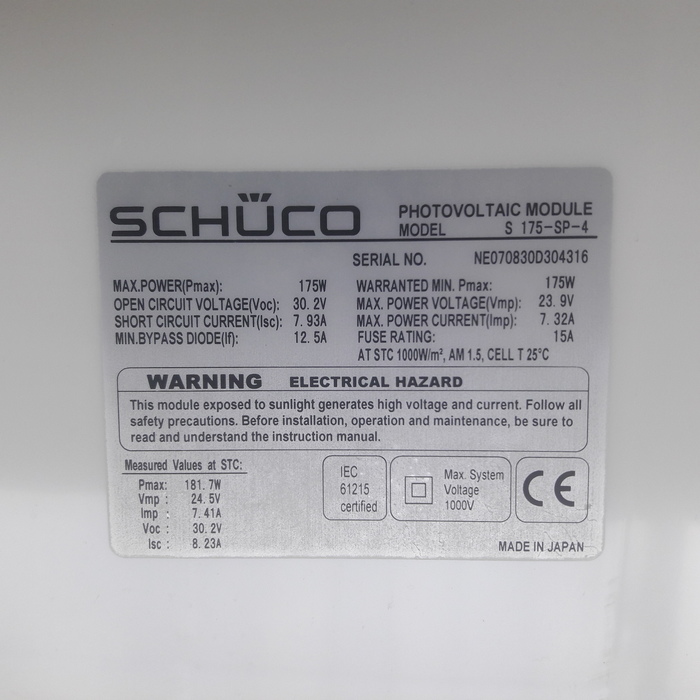 SCHÜCO
PHOTOVOLTAIC MODULE
MODEL S 175-SP-4
SERIAL NO. NE070830D304316
MAX.POWER(Pmax): 175W WARRANTED MIN. Pmax: 175W
OPEN CIRCUIT VOLTAGE(Voc): 30.2V MAX. POWER VOLTAGE(Vmp): 23.9V
SHORT CIRCUIT CURRENT(Isc): 7.93A MAX. POWER CURRENT(Imp): 7.32A
MIN.BYPASS DIODE(If): 12.5A FUSE RATING: 15A
AT STC 1000W/m², AM 1.5, CELL T 25°C
WARNING ELECTRICAL HAZARD
This module exposed to sunlight generates high voltage and current. Follow all
safety precautions. Before installation, operation and maintenance, be sure to
read and understand the instruction manual.
Measured Values at STC:
Pmax: 181.7W
Vmp : 24.5V
Imp : 7.41A
Voc : 30.2V
Isc : 8.23A
IEC
61215
certified
Max. System
Voltage
1000V
CE
MADE IN JAPAN